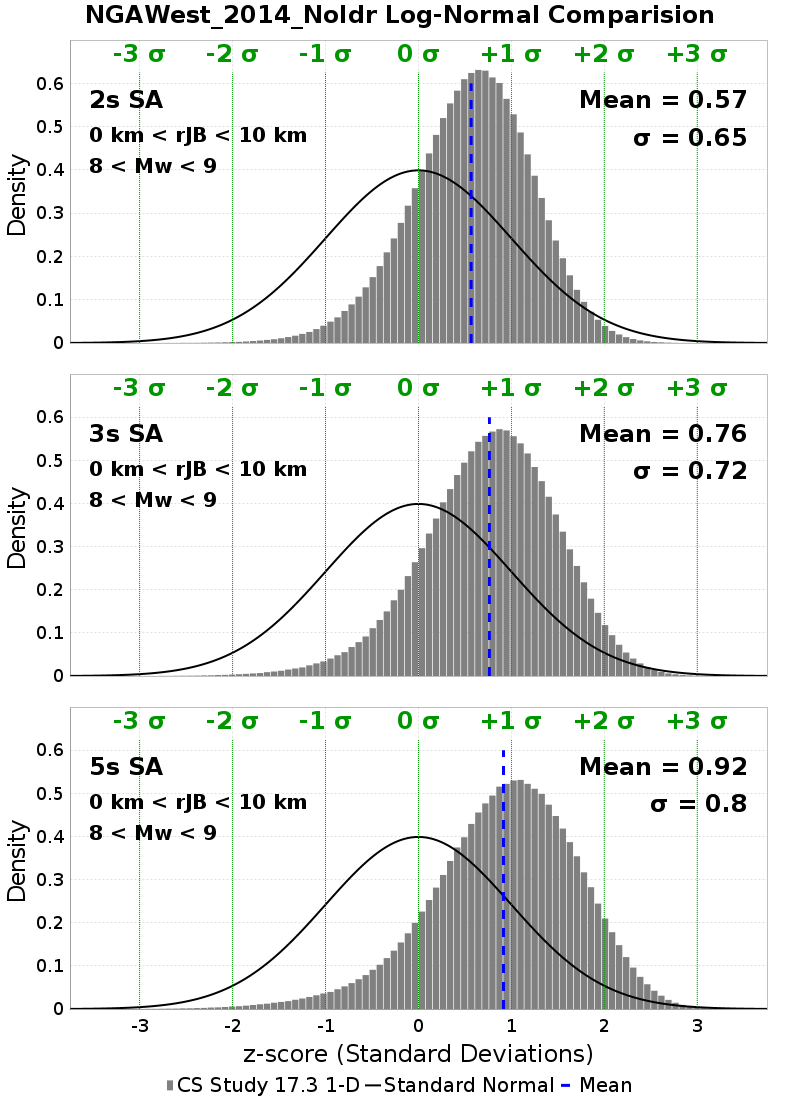 NGAWest_2014_NoIdr Log-Normal Comparision
-3 σ -2 σ -1 σ 0 σ +1 σ +2 σ +3 σ
2s SA
0 km < rJB < 10 km
8 < Mw < 9
Mean = 0.57
σ = 0.65
Density
0.6
0.5
0.4
0.3
0.2
0.1
0
-3 σ -2 σ -1 σ 0 σ +1 σ +2 σ +3 σ
3s SA
0 km < rJB < 10 km
8 < Mw < 9
Mean = 0.76
σ = 0.72
Density
0.6
0.5
0.4
0.3
0.2
0.1
0
-3 σ -2 σ -1 σ 0 σ +1 σ +2 σ +3 σ
5s SA
0 km < rJB < 10 km
8 < Mw < 9
Mean = 0.92
σ = 0.8
Density
0.6
0.5
0.4
0.3
0.2
0.1
0
-3 -2 -1 0 1 2 3
z-score (Standard Deviations)
CS Study 17.3 1-D Standard Normal Mean